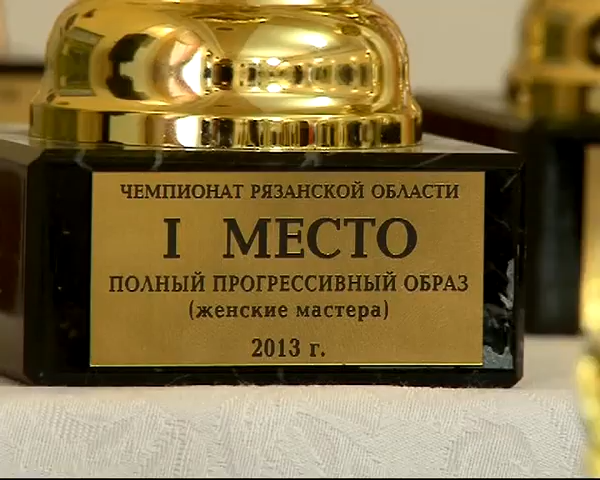 ЧЕМПИОНАТ РЯЗАНСКОЙ ОБЛАСТИ
I МЕСТО
ПОЛНЫЙ ПРОГРЕССИВНЫЙ ОБРАЗ
(женские мастера)
2013 г.